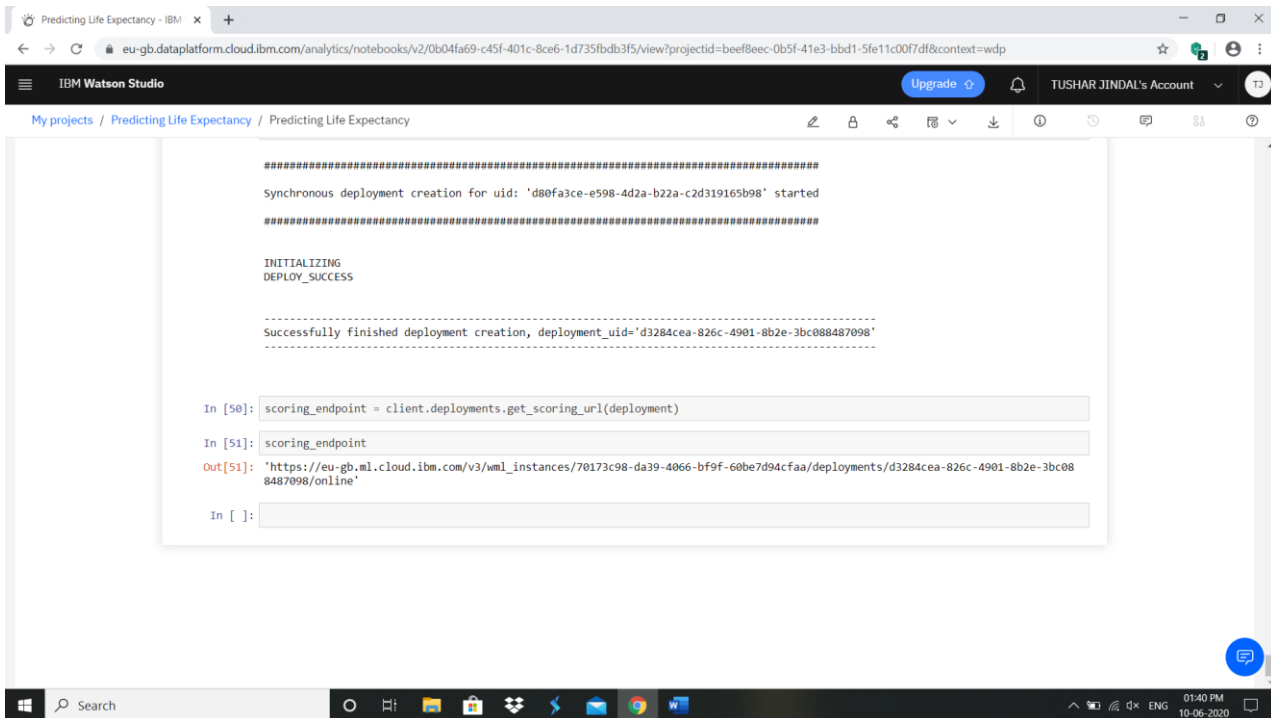 Predicting Life Expectancy - IBM
eu-gb.dataplatform.cloud.ibm.com/analytics/notebooks/v2/0b04fa69-c45f-401c-8ce6-1d735fbdb3f5/view?projectid=beef8eec-0b5f-41e3-bbd1-5fe11c00f7df&context=wdp
2
IBM Watson Studio
Upgrade
TUSHAR JINDAL's Account
TJ
My projects / Predicting Life Expectancy / Predicting Life Expectancy
#######################################################################################
Synchronous deployment creation for uid: 'd80fa3ce-e598-4d2a-b22a-c2d319165b98' started
#######################################################################################
INITIALIZING
DEPLOY_SUCCESS
------------------------------------------------------------------------------------------------
Successfully finished deployment creation, deployment_uid='d3284cea-826c-4901-8b2e-3bc088487098'
------------------------------------------------------------------------------------------------
In [50]: scoring_endpoint = client.deployments.get_scoring_url(deployment)
In [51]: scoring_endpoint
Out[51]: 'https://eu-gb.ml.cloud.ibm.com/v3/wml_instances/70173c98-da39-4066-bf9f-60be7d94cfaa/deployments/d3284cea-826c-4901-8b2e-3bc08
8487098/online'
In [ ]:
Search
ENG
01:40 PM
10-06-2020